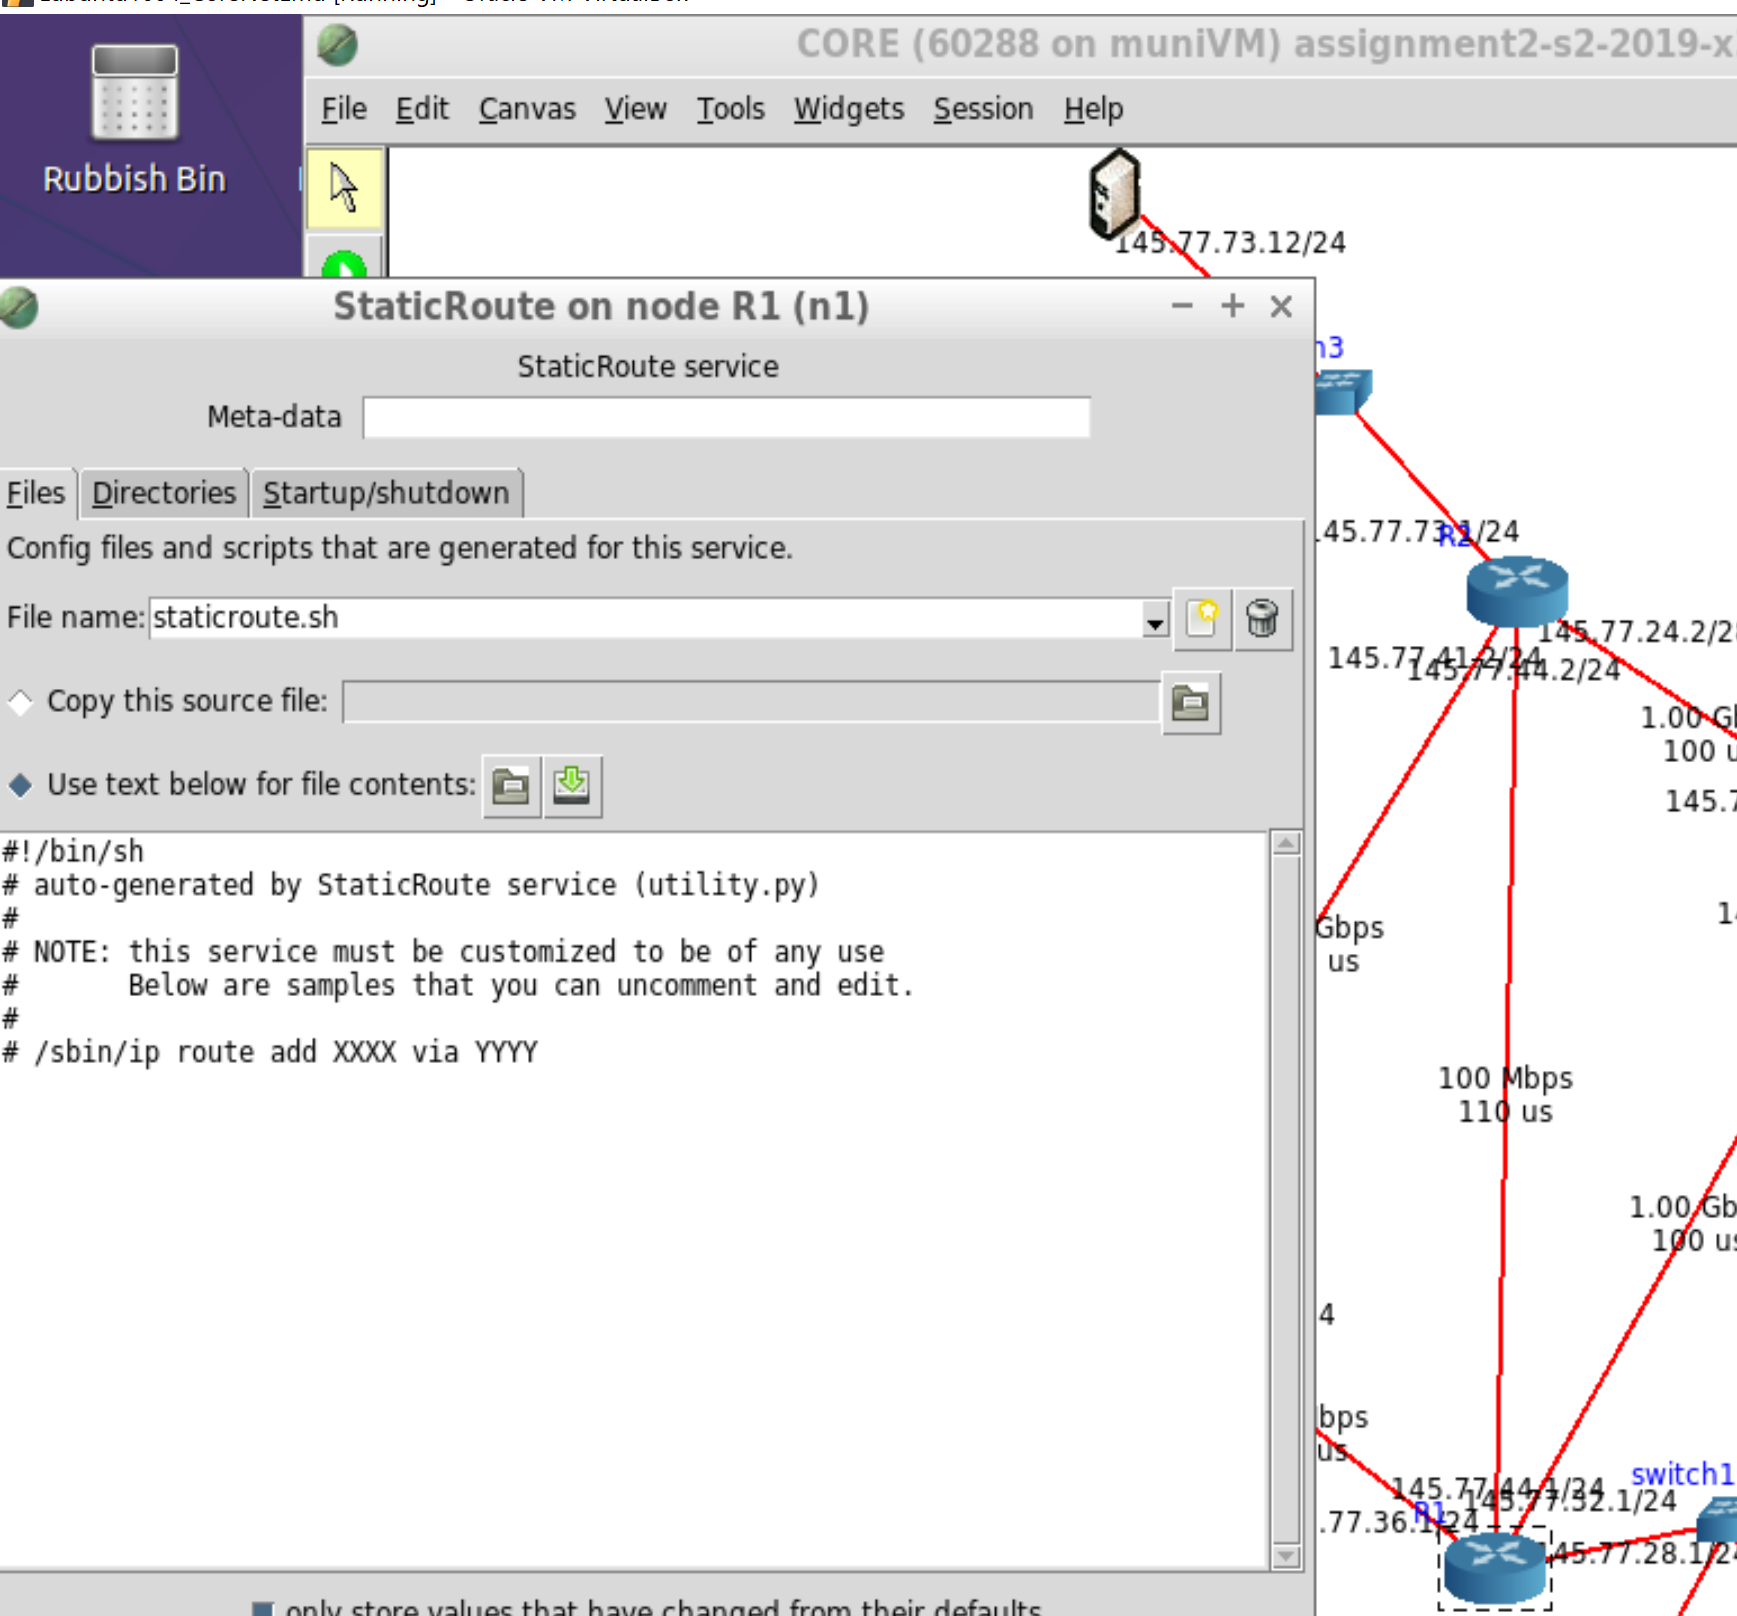 CORE (60288 on muniVM) assignment2-s2-2019-x
File Edit Canvas View Tools Widgets Session Help
Rubbish Bin
145.77.73.12/24
StaticRoute on node R1 (n1)
StaticRoute service
Meta-data
Files Directories Startup/shutdown
Config files and scripts that are generated for this service.
File name: staticroute.sh
Copy this source file:
Use text below for file contents:
#!/bin/sh
# auto-generated by StaticRoute service (utility.py)
#
# NOTE: this service must be customized to be of any use
# Below are samples that you can uncomment and edit.
#
# /sbin/ip route add XXXX via YYYY
only store values that have changed from their defaults
h3
45.77.73.1/24
R2
145.77.24.2/28
145.77.41.2/24
145.77.44.2/24
1.00 Gb
100 u
145.7
14
Gbps
us
100 Mbps
110 us
1.00 Gb
100 us
4
bps
us
switch1
145.77.44.1/24
145.77.32.1/24
R1
.77.36.1/24
45.77.28.1/24